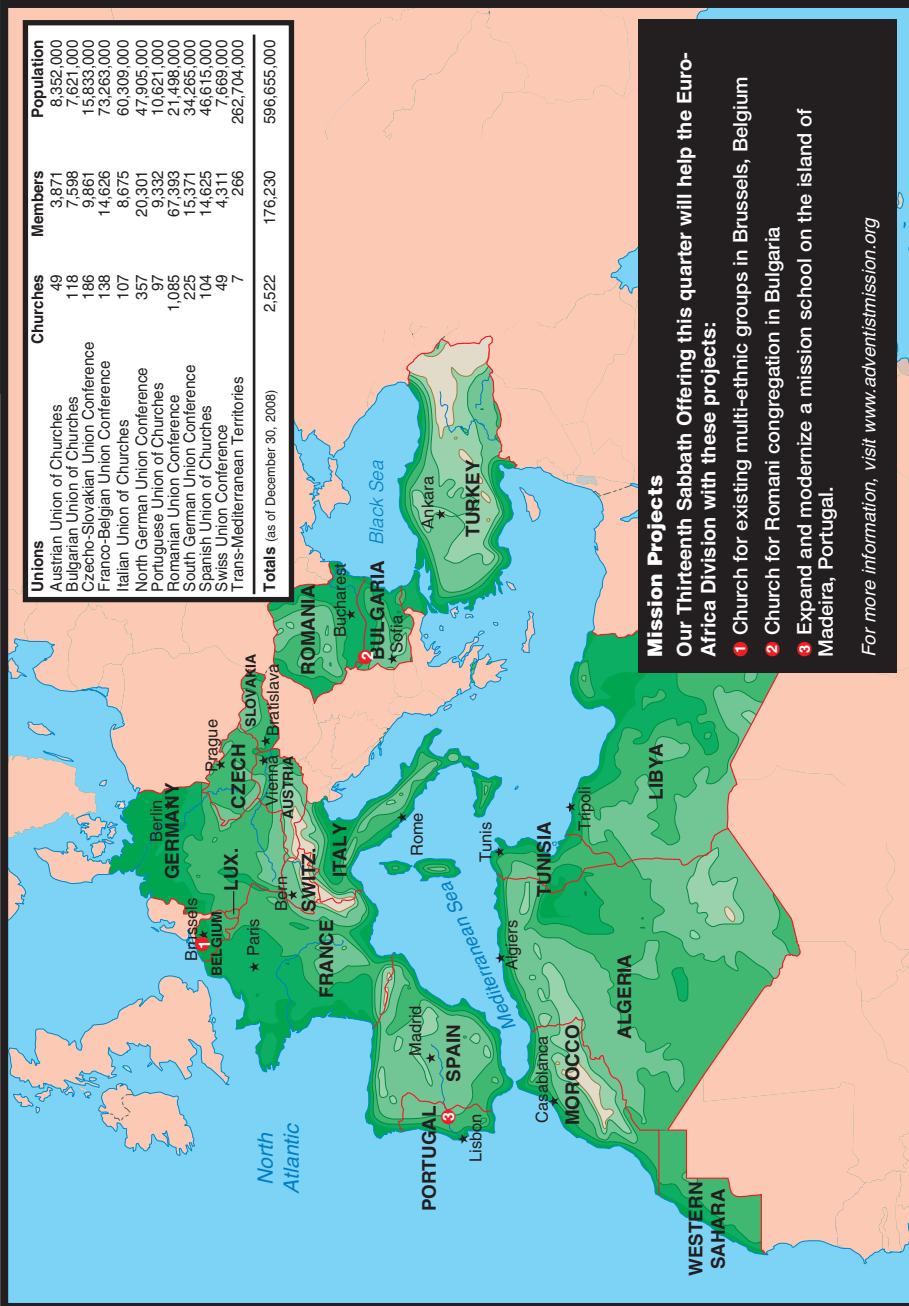 Unions Churches Members Population
Austrian Union of Churches 49 3,871 8,352,000
Bulgarian Union of Churches 118 7,598 7,621,000
Czecho-Slovakian Union Conference 186 9,861 15,833,000
Franco-Belgian Union Conference 138 14,626 73,263,000
Italian Union of Churches 107 8,675 60,309,000
North German Union Conference 357 20,301 47,905,000
Portuguese Union of Churches 97 9,332 10,621,000
Romanian Union Conference 1,085 67,393 21,498,000
South German Union Conference 225 15,371 34,265,000
Spanish Union of Churches 104 14,625 46,615,000
Swiss Union Conference 49 4,311 7,669,000
Trans-Mediterranean Territories 7 266 262,704,000
Totals (as of December 30, 2008) 2,522 176,230 596,655,000
North
Atlantic
Brussels
1
BELGIUM
Paris
FRANCE
Berlin
GERMANY
LUX.
Prague
CZECH
SLOVAKIA
Bratislava
Vienna
AUSTRIA
Bern
SWITZ.
ITALY
Rome
ROMANIA
Bucharest
2
BULGARIA
Sofia
Black Sea
Ankara
TURKEY
PORTUGAL
3
Lisbon
Madrid
SPAIN
Mediterranean Sea
Casablanca
MOROCCO
Algiers
ALGERIA
Tunis
TUNISIA
Tripoli
LIBYA
WESTERN
SAHARA
Mission Projects
Our Thirteenth Sabbath Offering this quarter will help the Euro-
Africa Division with these projects:
1 Church for existing multi-ethnic groups in Brussels, Belgium
2 Church for Romani congregation in Bulgaria
3 Expand and modernize a mission school on the island of
Madeira, Portugal.
For more information, visit www.adventistmission.org